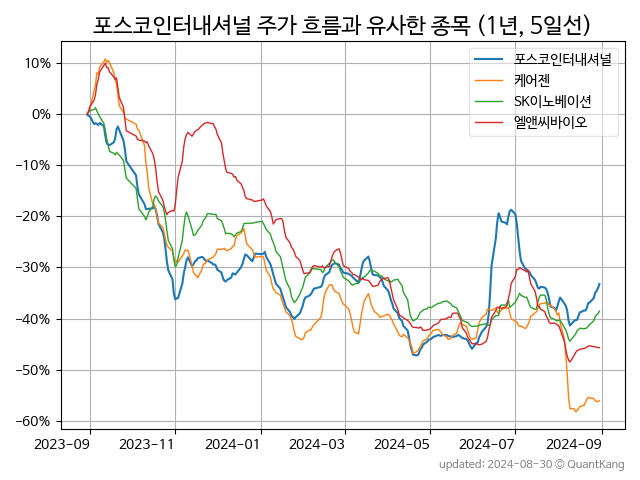 포스코인터내셔널 주가 흐름과 유사한 종목 (1년, 5일선)
포스코인터내셔널
케어젠
SK이노베이션
엘앤씨바이오
10%
0%
−10%
−20%
−30%
−40%
−50%
−60%
2023-09
2023-11
2024-01
2024-03
2024-05
2024-07
2024-09
updated: 2024-08-30 © QuantKang